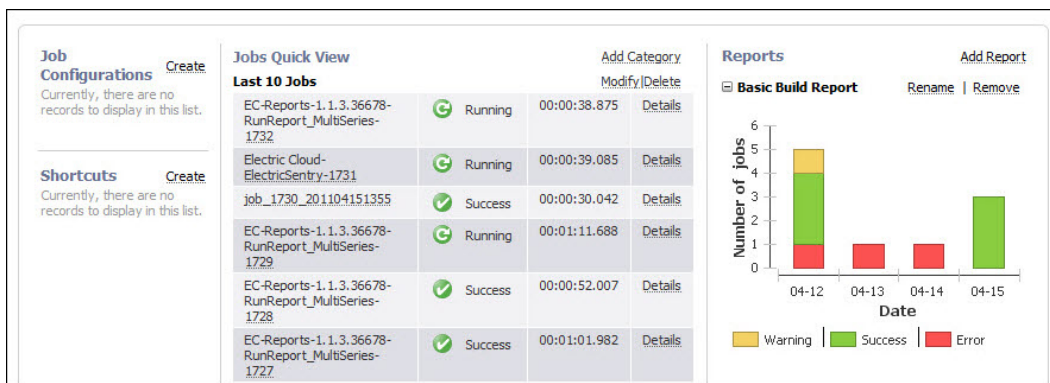 Job
Configurations Create
Currently, there are no
records to display in this list.
Shortcuts Create
Currently, there are no
records to display in this list.
Jobs Quick View Add Category
Last 10 Jobs Modify|Delete
EC-Reports-1.1.3.36678-
RunReport_MultiSeries-
1732
Running 00:00:38.875 Details
Electric Cloud-
ElectricSentry-1731
Running 00:00:39.085 Details
job_1730_201104151355 Success 00:00:30.042 Details
EC-Reports-1.1.3.36678-
RunReport_MultiSeries-
1729
Running 00:01:11.688 Details
EC-Reports-1.1.3.36678-
RunReport_MultiSeries-
1728
Success 00:00:52.007 Details
EC-Reports-1.1.3.36678-
RunReport_MultiSeries-
1727
Success 00:01:01.982 Details
Reports Add Report
Basic Build Report Rename | Remove
Number of jobs
6
5
4
3
2
1
0
04-12 04-13 04-14 04-15
Date
Warning Success Error